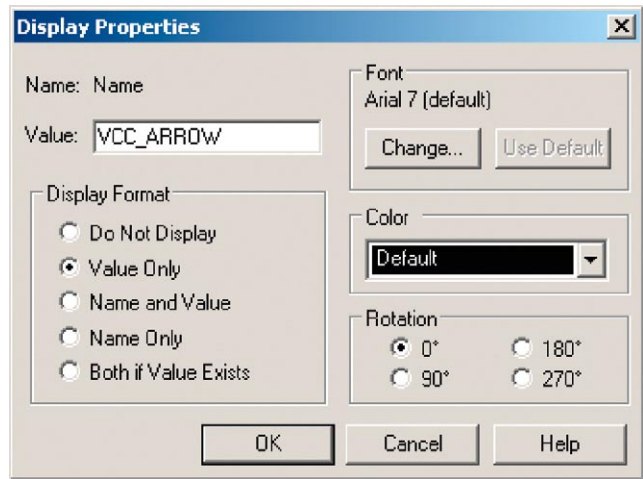 Display Properties
Name: Name
Value: VCC_ARROW
Display Format
Do Not Display
Value Only
Name and Value
Name Only
Both if Value Exists
Font
Arial 7 (default)
Change...
Use Default
Color
Default
Rotation
0°
180°
90°
270°
OK
Cancel
Help